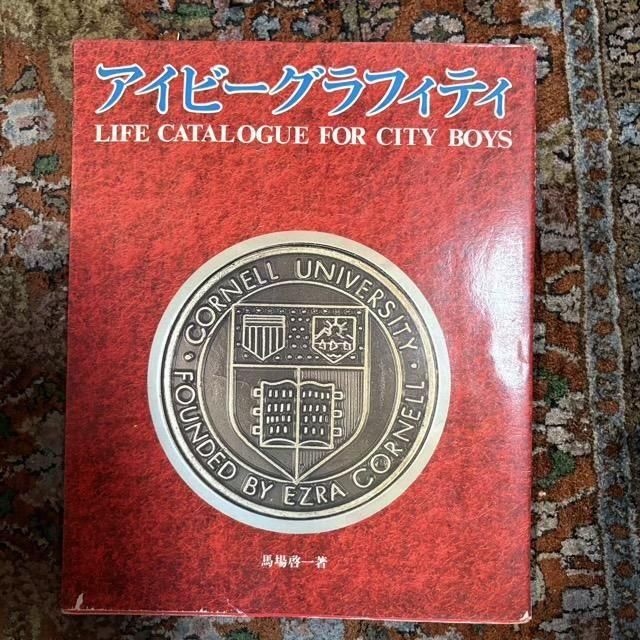 アイビーグラフィティ
LIFE CATALOGUE FOR CITY BOYS
· CORNELL UNIVERSITY ·
FOUNDED BY EZRA CORNELL
馬場啓一著